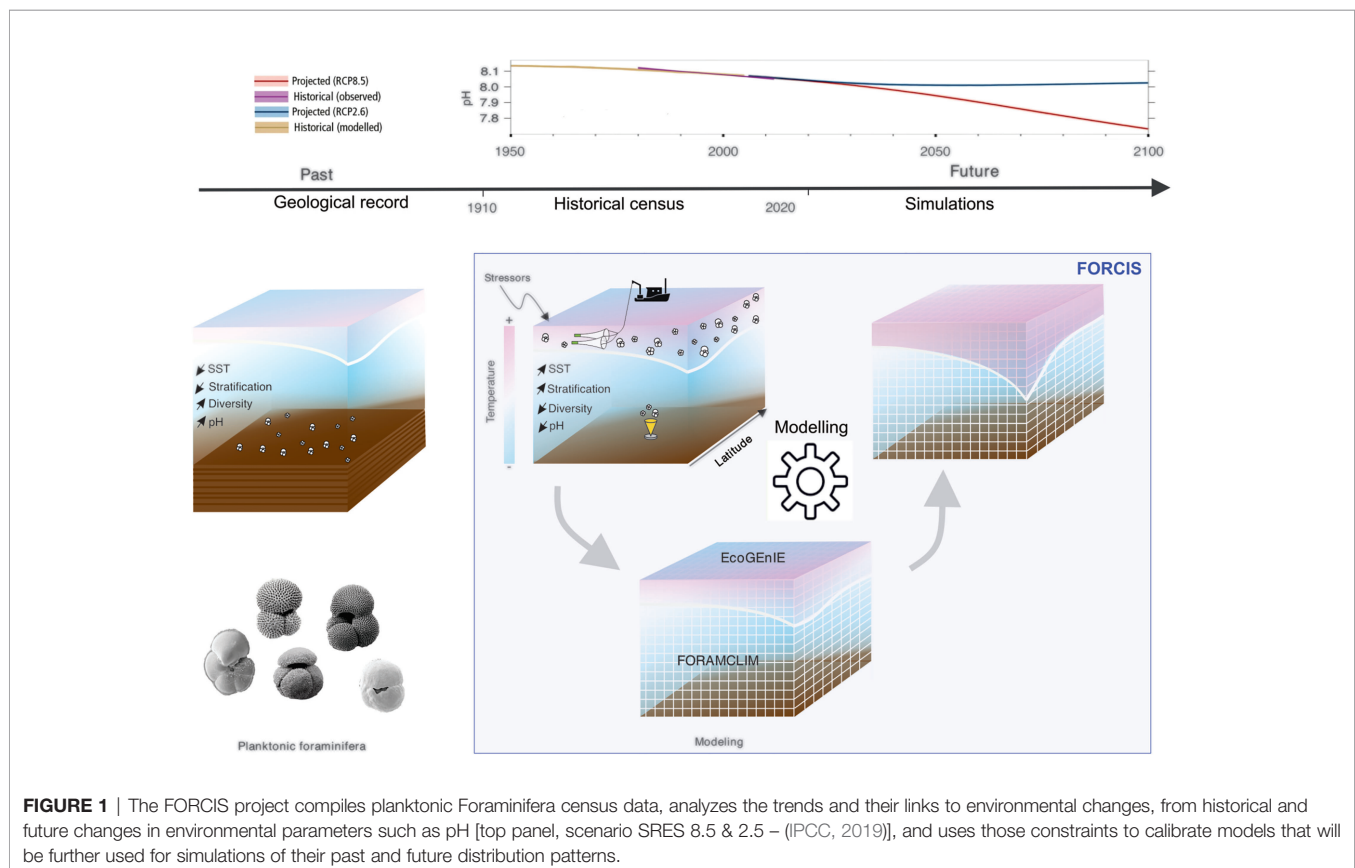 Projected (RCP8.5)
Historical (observed)
Projected (RCP2.6)
Historical (modelled)
pH
8.1
8.0
7.9
7.8
1950
2000
2050
2100
Past
Future
Geological record
1910
Historical census
2020
Simulations
FORCIS
Stressors
+
Temperature
-
SST
Stratification
Diversity
pH
SST
Stratification
Diversity
pH
Latitude
Modelling
EcoGEnIE
FORAMCLIM
Modeling
Planktonic foraminifera
FIGURE 1 | The FORCIS project compiles planktonic Foraminifera census data, analyzes the trends and their links to environmental changes, from historical and
future changes in environmental parameters such as pH [top panel, scenario SRES 8.5 & 2.5 – (IPCC, 2019)], and uses those constraints to calibrate models that will
be further used for simulations of their past and future distribution patterns.